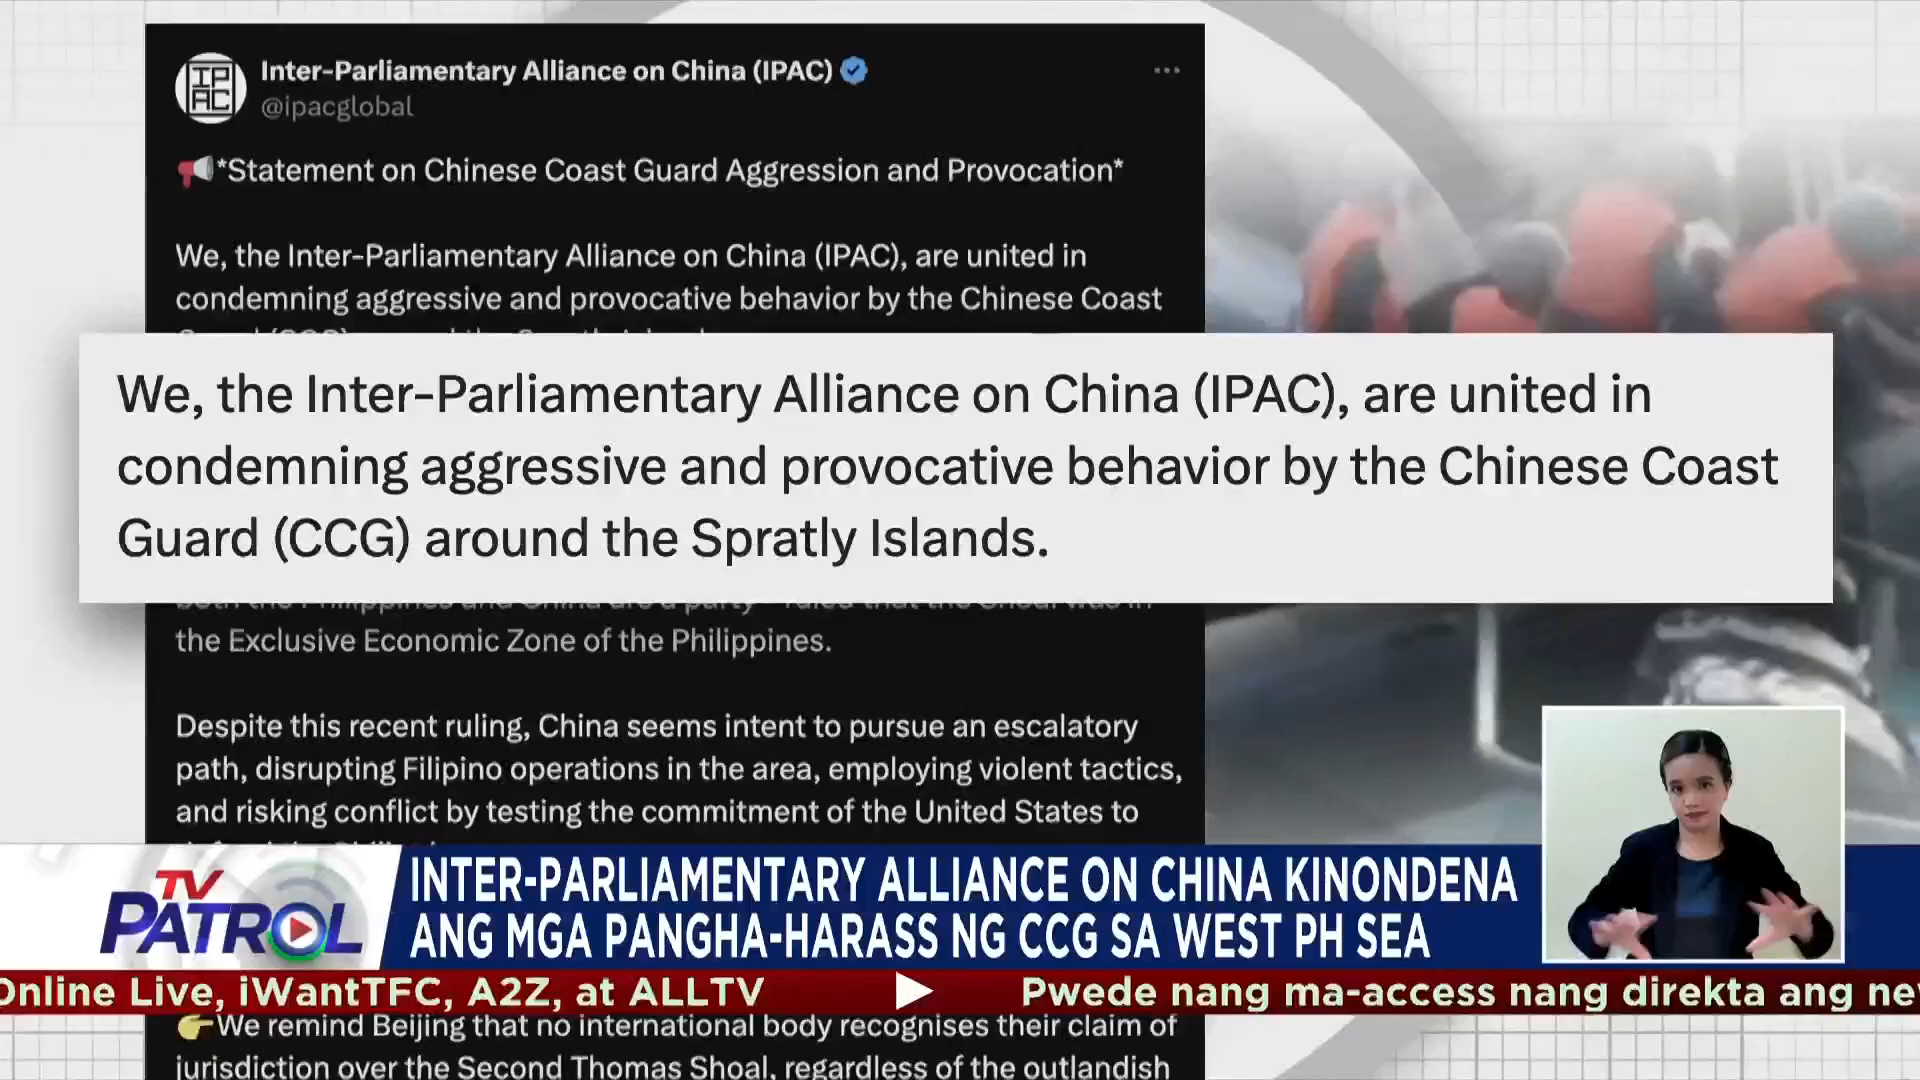 IPAC
Inter-Parliamentary Alliance on China (IPAC)
@ipacglobal
*Statement on Chinese Coast Guard Aggression and Provocation*
We, the Inter-Parliamentary Alliance on China (IPAC), are united in
condemning aggressive and provocative behavior by the Chinese Coast
We, the Inter-Parliamentary Alliance on China (IPAC), are united in
condemning aggressive and provocative behavior by the Chinese Coast
Guard (CCG) around the Spratly Islands.
the Exclusive Economic Zone of the Philippines.
Despite this recent ruling, China seems intent to pursue an escalatory
path, disrupting Filipino operations in the area, employing violent tactics,
and risking conflict by testing the commitment of the United States to
TV
PATROL
INTER-PARLIAMENTARY ALLIANCE ON CHINA KINONDENA
ANG MGA PANGHA-HARASS NG CCG SA WEST PH SEA
Online Live, iWantTFC, A2Z, at ALLTV Pwede nang ma-access nang direkta ang
We remind Beijing that no international body recognises their claim of
jurisdiction over the Second Thomas Shoal, regardless of the outlandish